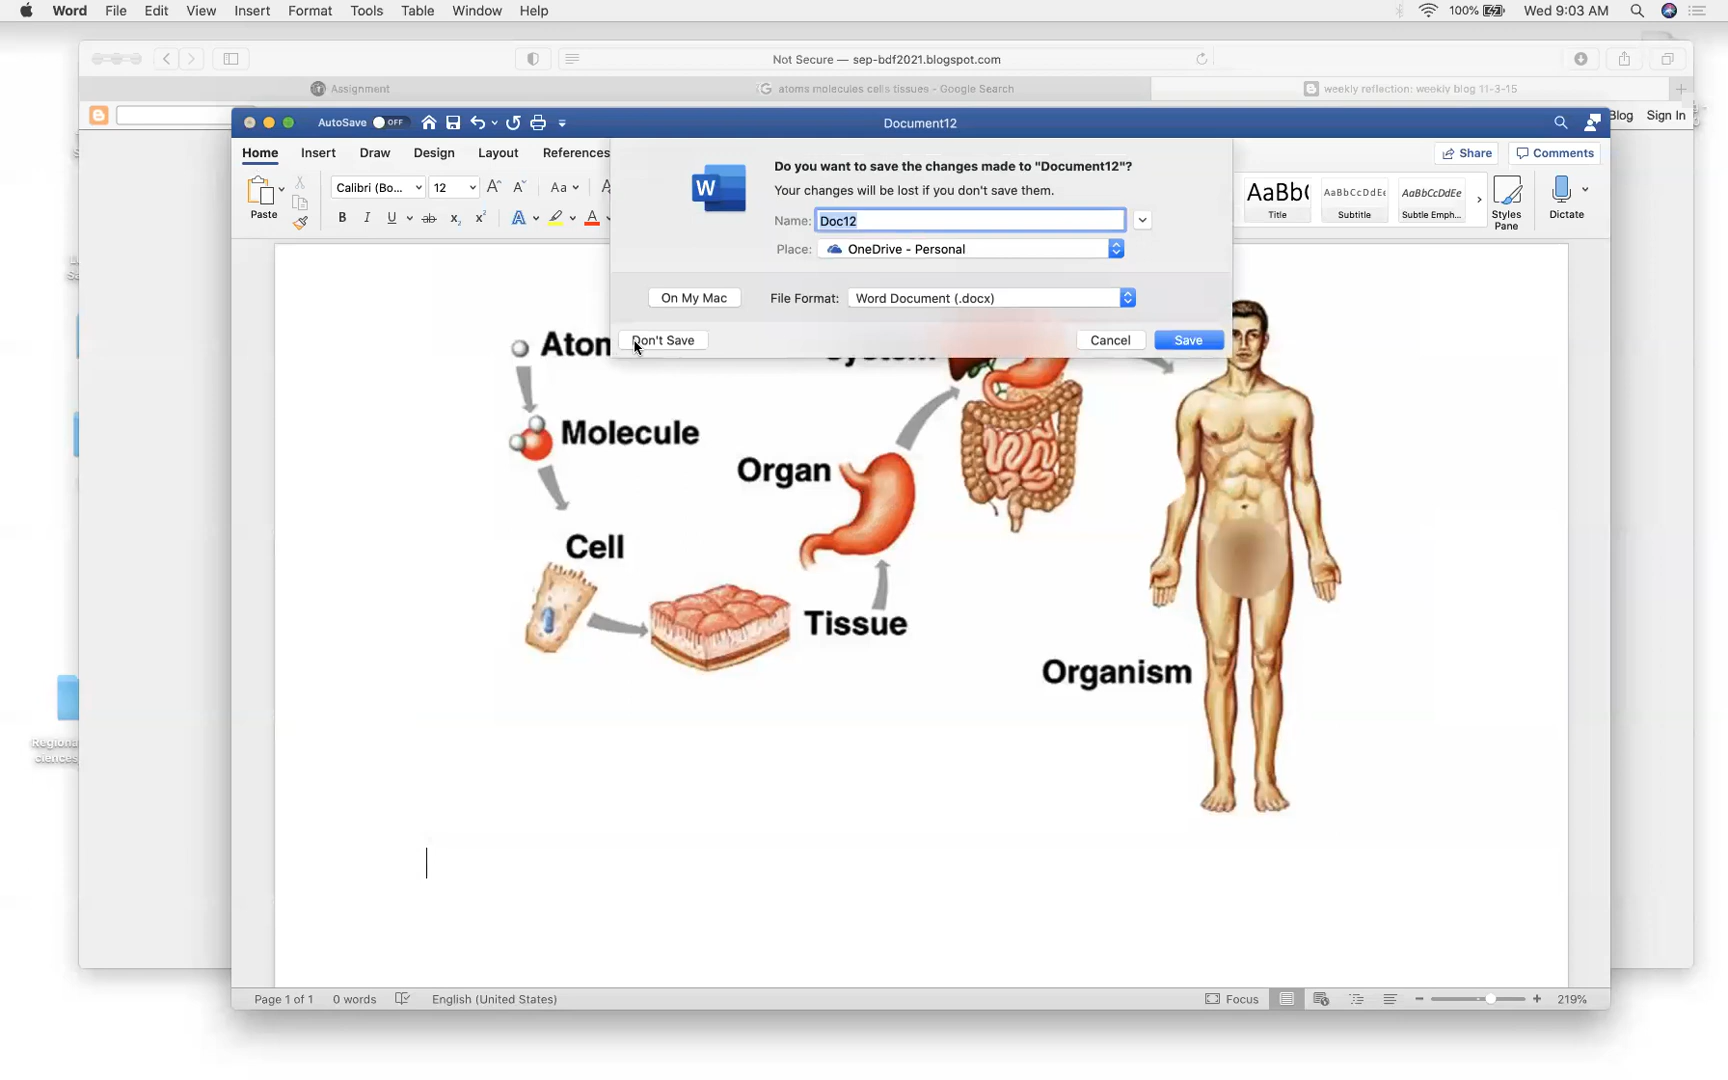 Word File Edit View Insert Format Tools Table Window Help 100% Wed 9:03 AM
Not Secure — sep-bdf2021.blogspot.com
Assignment atoms molecules cells tissues - Google Search weekly reflection: weekly blog 11-3-15
Blog Sign In
AutoSave OFF Document12
Home Insert Draw Design Layout References Share Comments
Do you want to save the changes made to "Document12"?
Your changes will be lost if you don't save them.
Name: Doc12
Place: OneDrive - Personal
On My Mac File Format: Word Document (.docx)
Don't Save Cancel Save
Paste Calibri (Bo... 12 A A Aa
B I U ab x₂ x² A A
AaBb( AaBbCcDdEe AaBbCcDdEe
Title Subtitle Subtle Emph... Styles Pane Dictate
Molecule
Organ
Cell
Tissue
Organism
Regiona
ciences
Page 1 of 1 0 words English (United States) Focus 219%